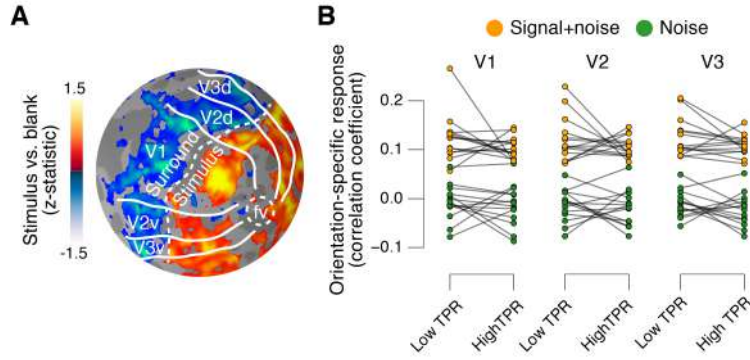 A
B
Signal+noise
Noise
V1
V2
V3
Stimulus vs. blank
(z-statistic)
1.5
-1.5
V3d
V2d
V1
Surround
Stimulus
fv
V2v
V3v
Orientation-specific response
(correlation coefficient)
0.2
0.1
0.0
−0.1
Low TPR
HighTPR
Low TPR
HighTPR
Low TPR
High TPR